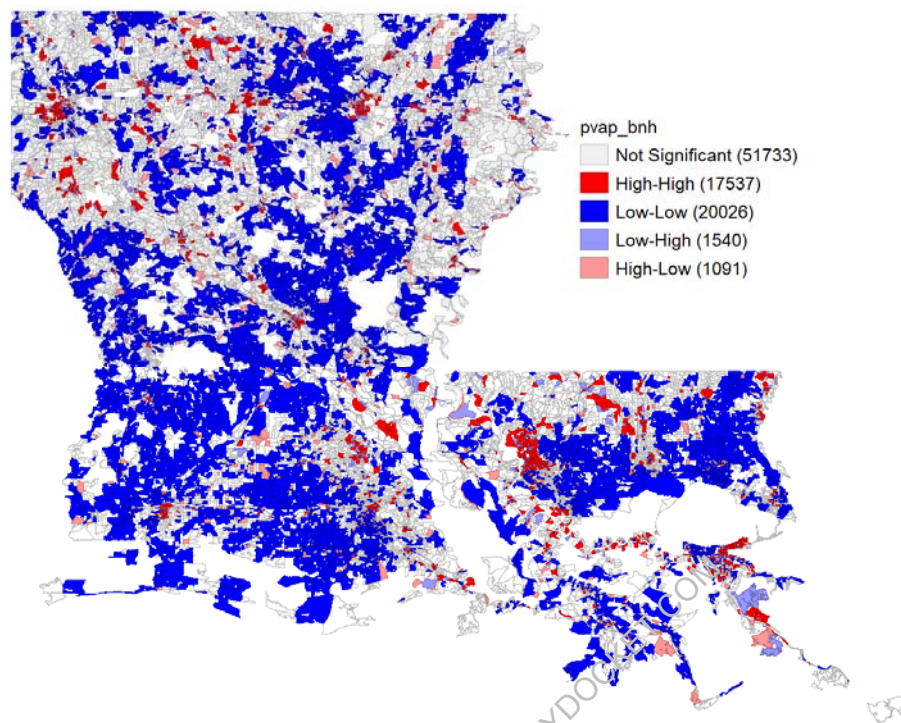 pvap_bnh
Not Significant (51733)
High-High (17537)
Low-Low (20026)
Low-High (1540)
High-Low (1091)